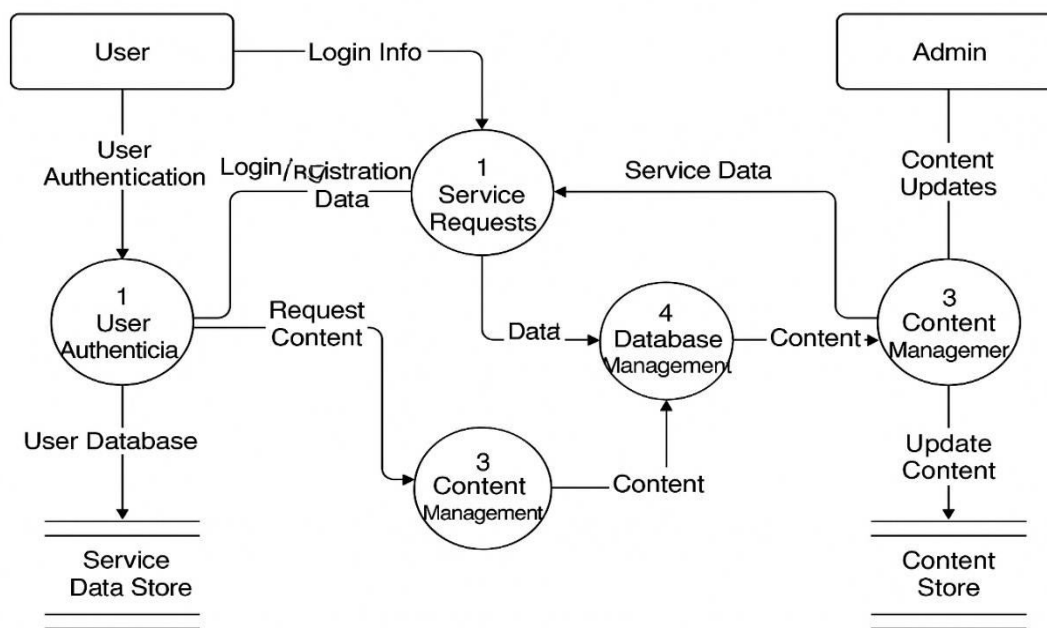 User
Login Info
Admin
User
Authentication
Login/
Data
1
Service
Requests
Service Data
Content
Updates
1
User
Authenticia
Request
Content
Data
4
Database
Management
Content
3
Content
Managemer
User Database
3
Content
Management
Content
Update
Content
Service
Data Store
Content
Store